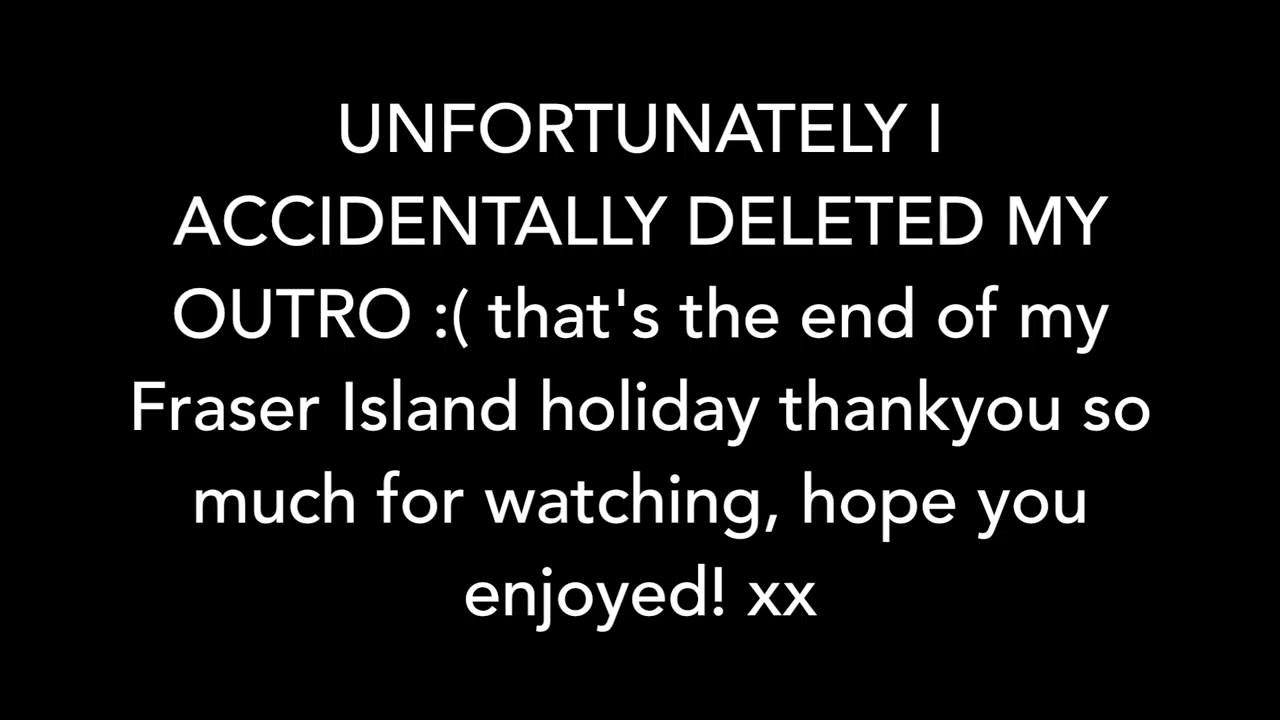 UNFORTUNATELY I
ACCIDENTALLY DELETED MY
OUTRO :( that's the end of my
Fraser Island holiday thankyou so
much for watching, hope you
enjoyed! xx